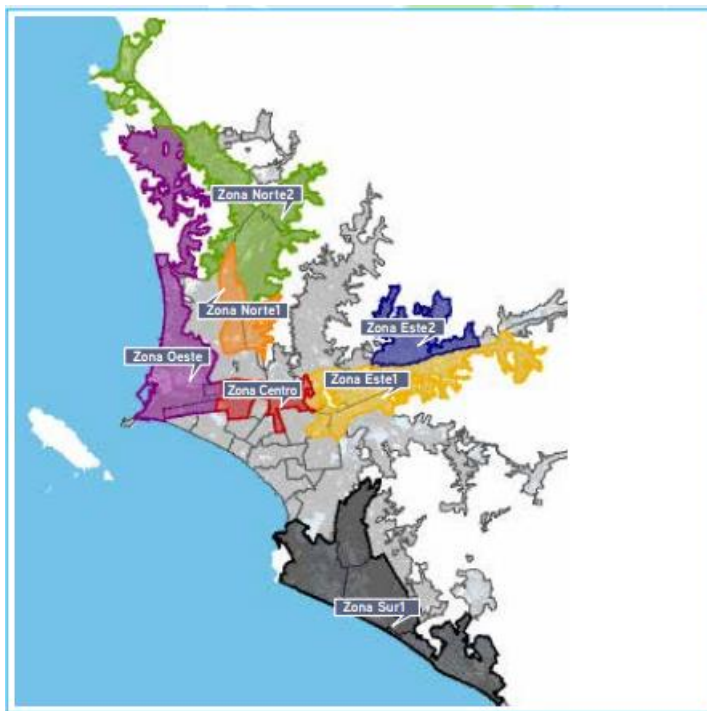 Zona Norte2
Zona Norte1
Zona Este2
Zona Oeste
Zona Este1
Zona Centro
Zona Sur1